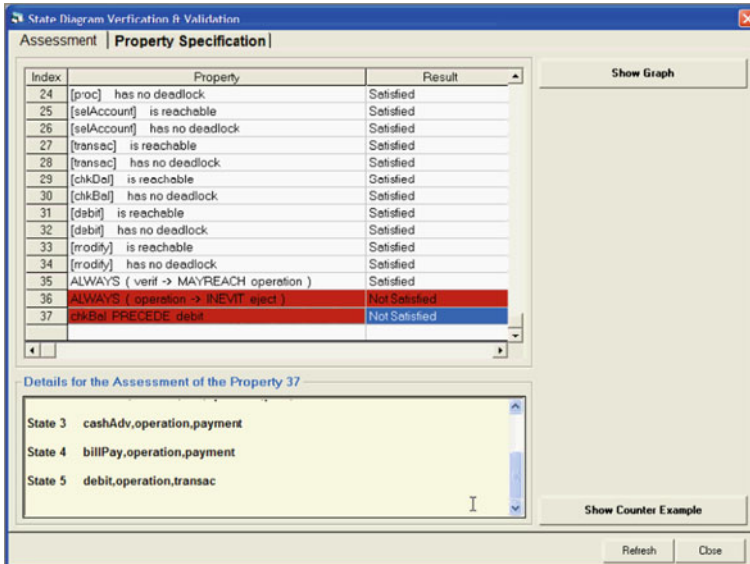 State Diagram Verfication & Validation
Assessment | Property Specification |
Index Property Result
24 [proc] has no deadlock Satisfied
25 [selAccount] is reachable Satisfied
26 [selAccount] has no deadlock Satisfied
27 [transac] is reachable Satisfied
28 [transac] has no deadlock Satisfied
29 [chkBal] is reachable Satisfied
30 [chkBal] has no deadlock Satisfied
31 [debit] is reachable Satisfied
32 [debit] has no deadlock Satisfied
33 [modify] is reachable Satisfied
34 [modify] has no deadlock Satisfied
35 ALWAYS ( verif -> MAYREACH operation ) Satisfied
36 ALWAYS ( operation -> INEVIT eject ) Not Satisfied
37 chkBal PRECEDE debit Not Satisfied
Show Graph
Details for the Assessment of the Property 37
State 3 cashAdv,operation,payment
State 4 billPay,operation,payment
State 5 debit,operation,transac
Show Counter Example
Refresh Close